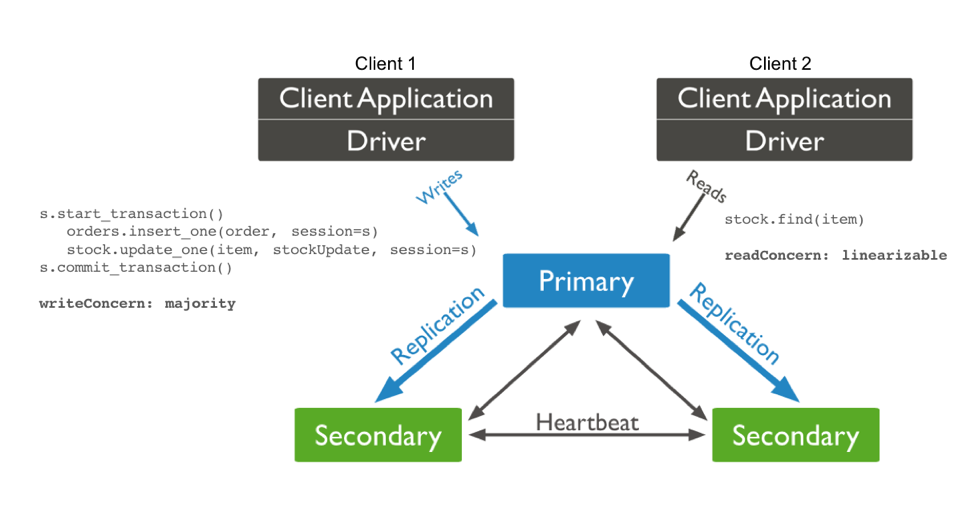 Client 1
Client Application
Driver
Client 2
Client Application
Driver
Writes
Reads
s.start_transaction()
orders.insert_one(order, session=s)
stock.update_one(item, stockUpdate, session=s)
s.commit_transaction()
writeConcern: majority
stock.find(item)
readConcern: linearizable
Primary
Replication
Replication
Secondary
Heartbeat
Secondary